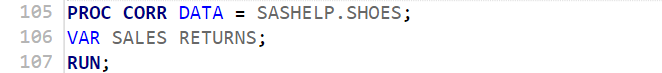 105 PROC CORR DATA = SASHELP.SHOES;
106 VAR SALES RETURNS;
107 RUN;